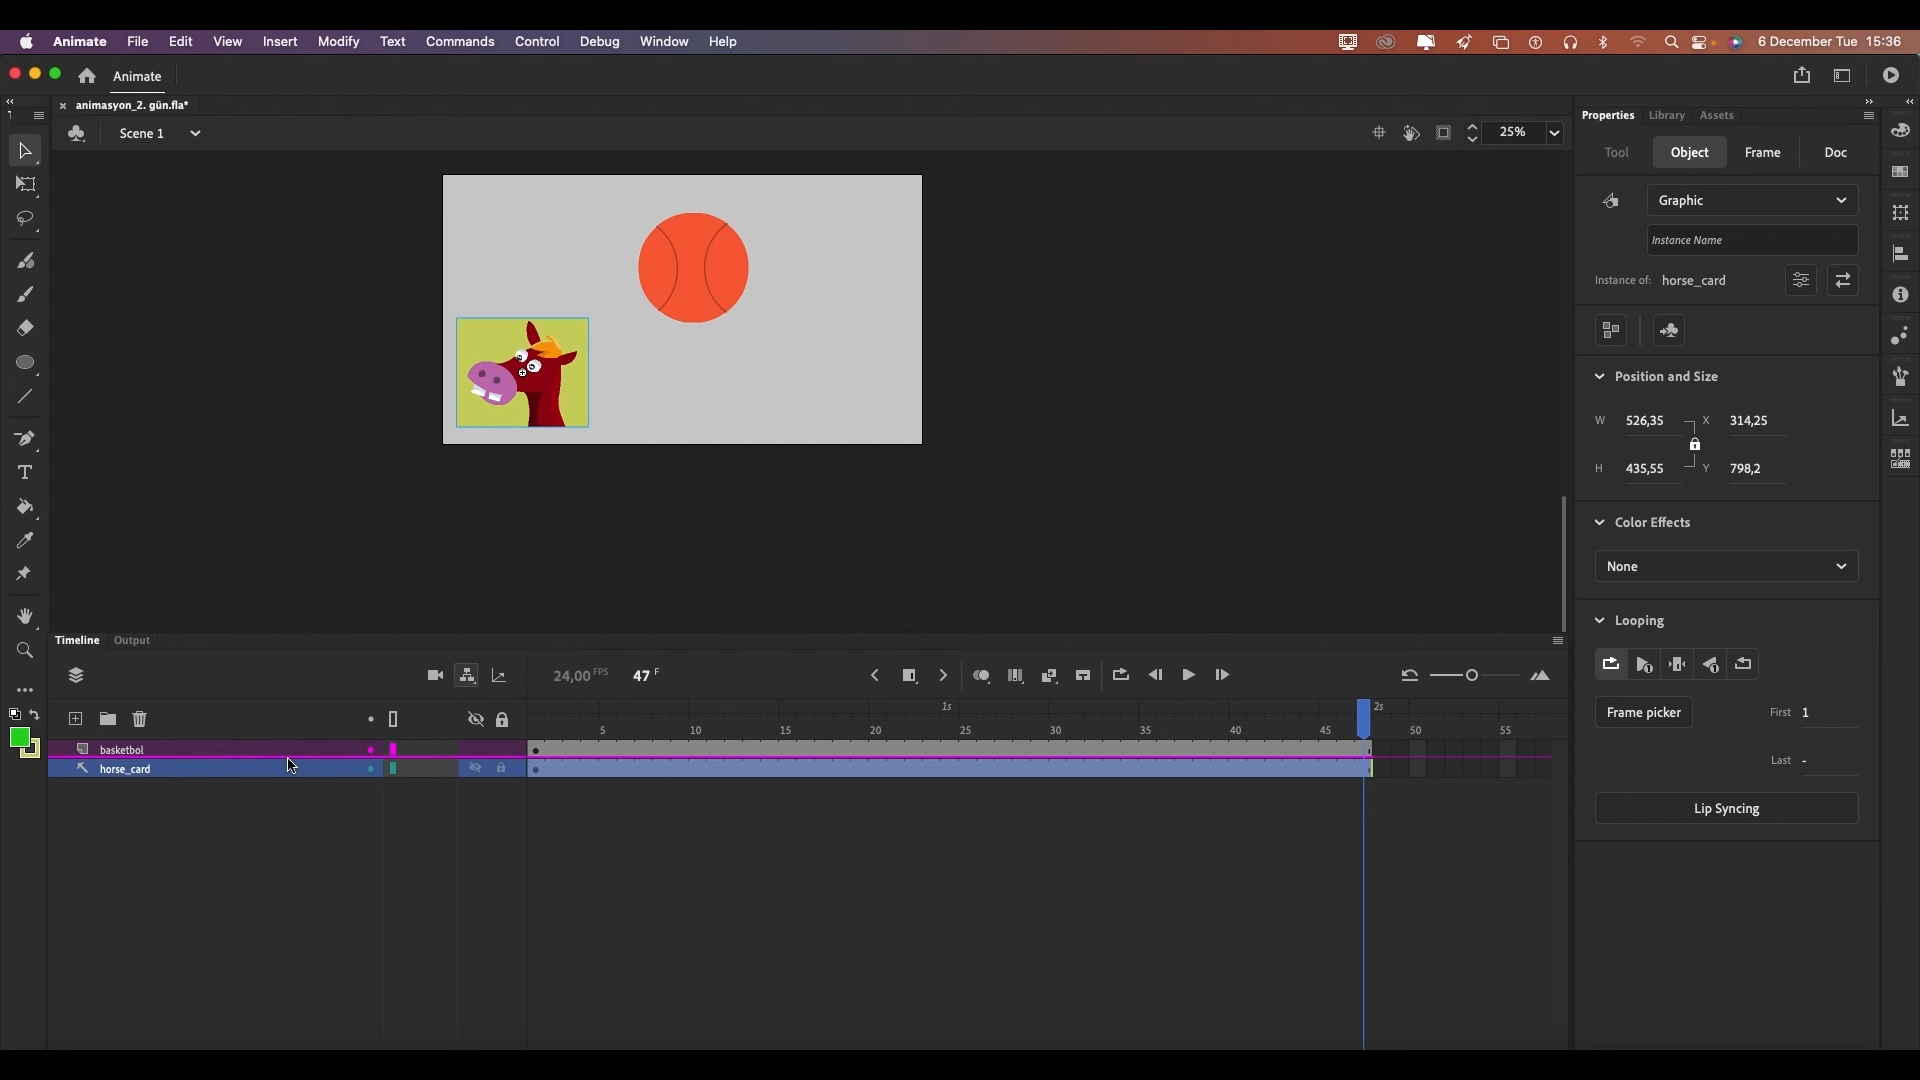 Animate File Edit View Insert Modify Text Commands Control Debug Window Help 6 December Tue 15:36
Animate
animasyon_2. gün.fla*
Scene 1 25%
Properties Library Assets
Tool Object Frame Doc
Graphic
Instance Name
Instance of: horse_card
Position and Size
W 526,35 X 314,25
H 435,55 Y 798,2
Color Effects
None
Looping
Frame picker First 1
Last -
Lip Syncing
Timeline Output
24,00 FPS 47 F
1s 2s
5 10 15 20 25 30 35 40 45 50 55
basketbol
horse_card